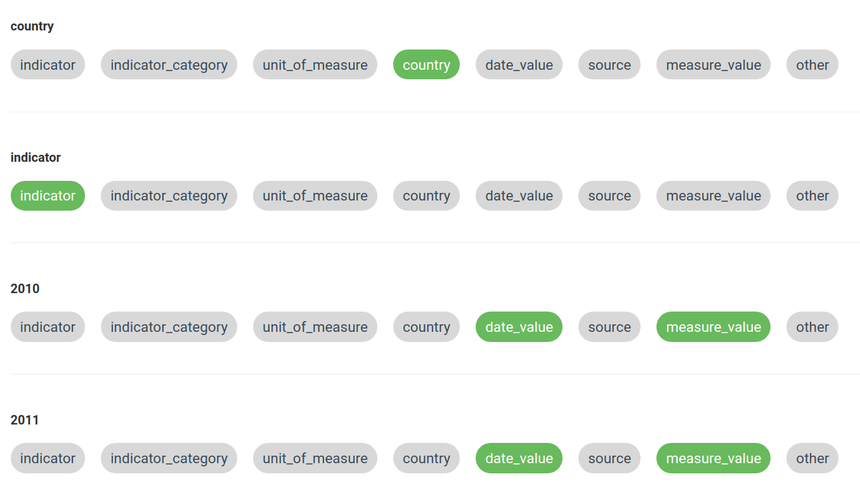 country
indicator indicator_category unit_of_measure country date_value source measure_value other
indicator
indicator indicator_category unit_of_measure country date_value source measure_value other
2010
indicator indicator_category unit_of_measure country date_value source measure_value other
2011
indicator indicator_category unit_of_measure country date_value source measure_value other